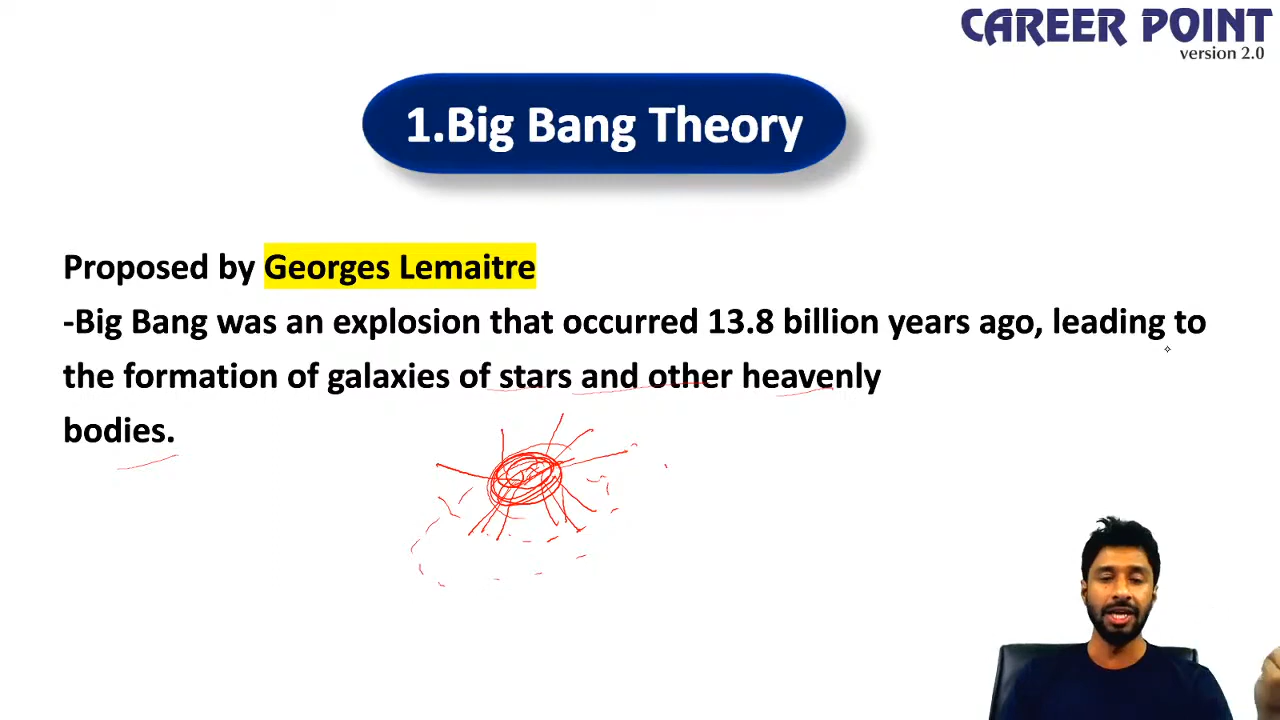 CAREER POINT
version 2.0
1.Big Bang Theory
Proposed by Georges Lemaitre
-Big Bang was an explosion that occurred 13.8 billion years ago, leading to
the formation of galaxies of stars and other heavenly
bodies.